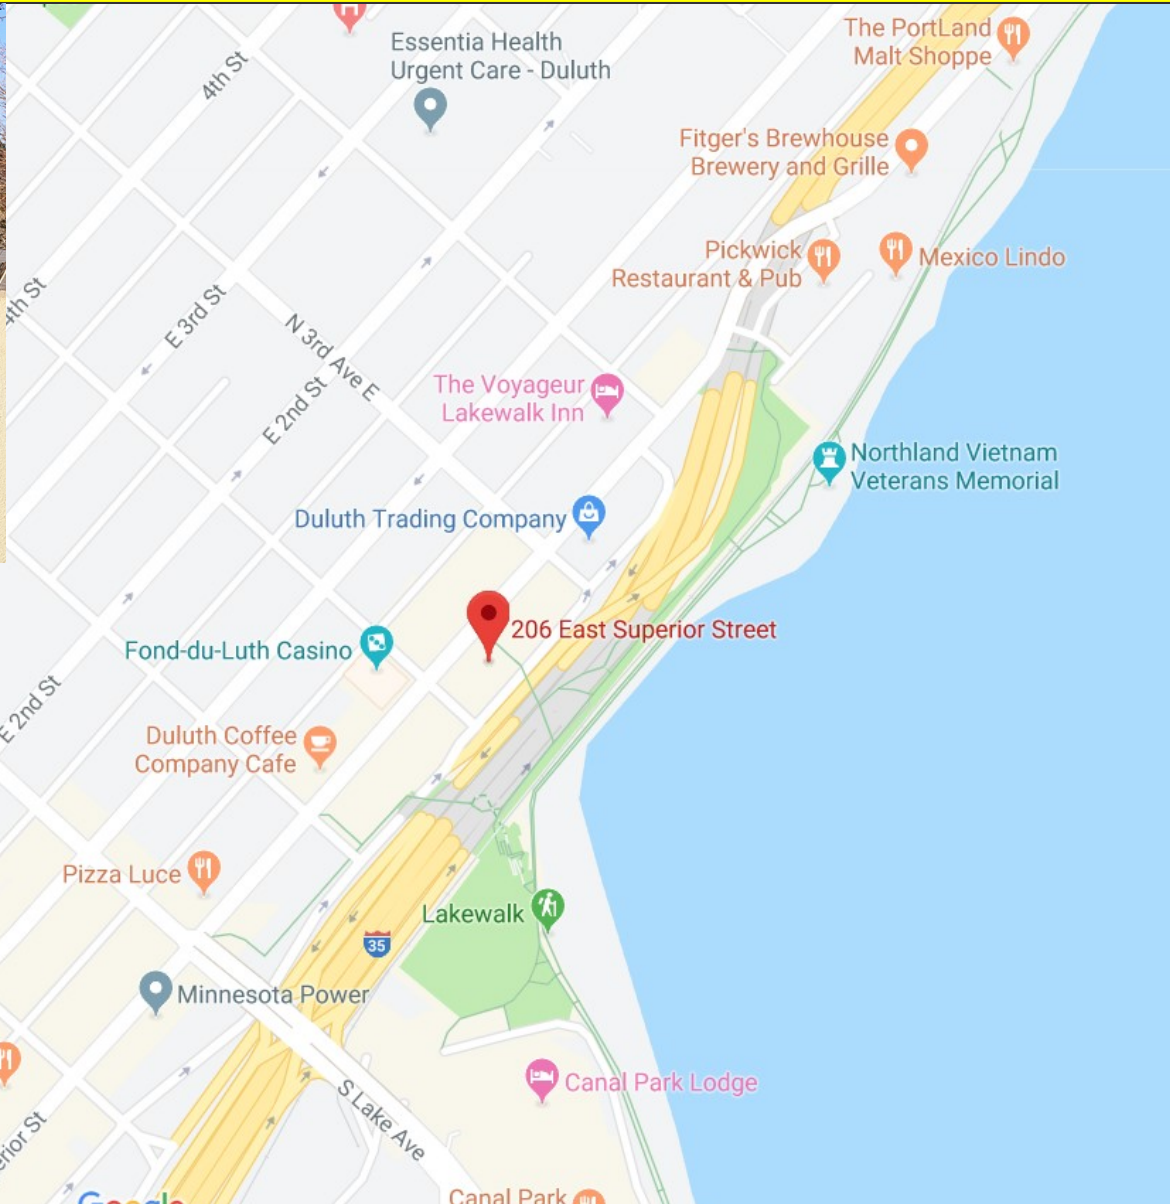 The PortLand
Malt Shoppe
Essentia Health
Urgent Care - Duluth
4th St
Fitger's Brewhouse
Brewery and Grille
Pickwick
Restaurant & Pub
Mexico Lindo
4th St
E 3rd St
N 3rd Ave E
E 2nd St
The Voyageur
Lakewalk Inn
Northland Vietnam
Veterans Memorial
Duluth Trading Company
206 East Superior Street
Fond-du-Luth Casino
E 2nd St
Duluth Coffee
Company Cafe
Pizza Luce
Lakewalk
35
Minnesota Power
Canal Park Lodge
S Lake Ave
Canal Park
Google